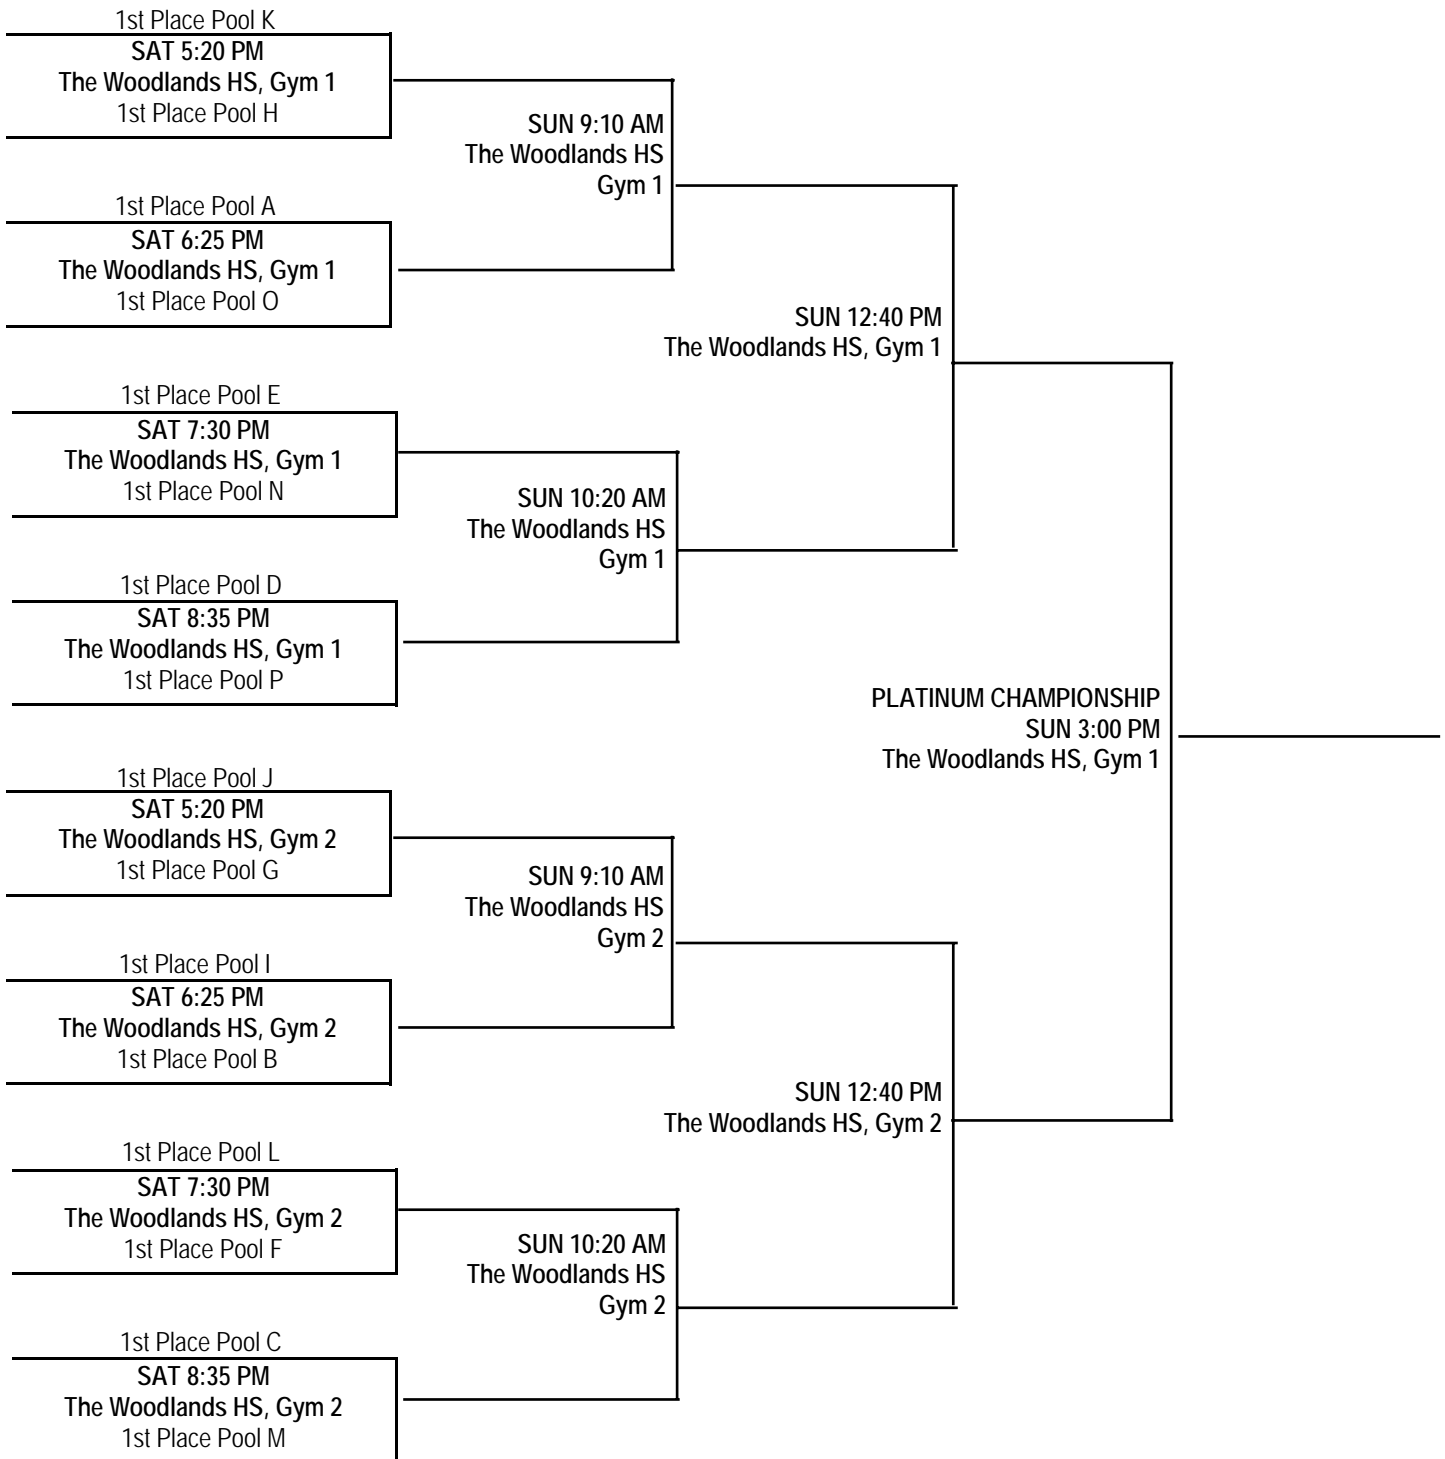 1st Place Pool K
SAT 5:20 PM
The Woodlands HS, Gym 1
1st Place Pool H
SUN 9:10 AM
The Woodlands HS
Gym 1
1st Place Pool A
SAT 6:25 PM
The Woodlands HS, Gym 1
1st Place Pool O
SUN 12:40 PM
The Woodlands HS, Gym 1
1st Place Pool E
SAT 7:30 PM
The Woodlands HS, Gym 1
1st Place Pool N
SUN 10:20 AM
The Woodlands HS
Gym 1
1st Place Pool D
SAT 8:35 PM
The Woodlands HS, Gym 1
1st Place Pool P
PLATINUM CHAMPIONSHIP
SUN 3:00 PM
The Woodlands HS, Gym 1
1st Place Pool J
SAT 5:20 PM
The Woodlands HS, Gym 2
1st Place Pool G
SUN 9:10 AM
The Woodlands HS
Gym 2
1st Place Pool I
SAT 6:25 PM
The Woodlands HS, Gym 2
1st Place Pool B
SUN 12:40 PM
The Woodlands HS, Gym 2
1st Place Pool L
SAT 7:30 PM
The Woodlands HS, Gym 2
1st Place Pool F
SUN 10:20 AM
The Woodlands HS
Gym 2
1st Place Pool C
SAT 8:35 PM
The Woodlands HS, Gym 2
1st Place Pool M